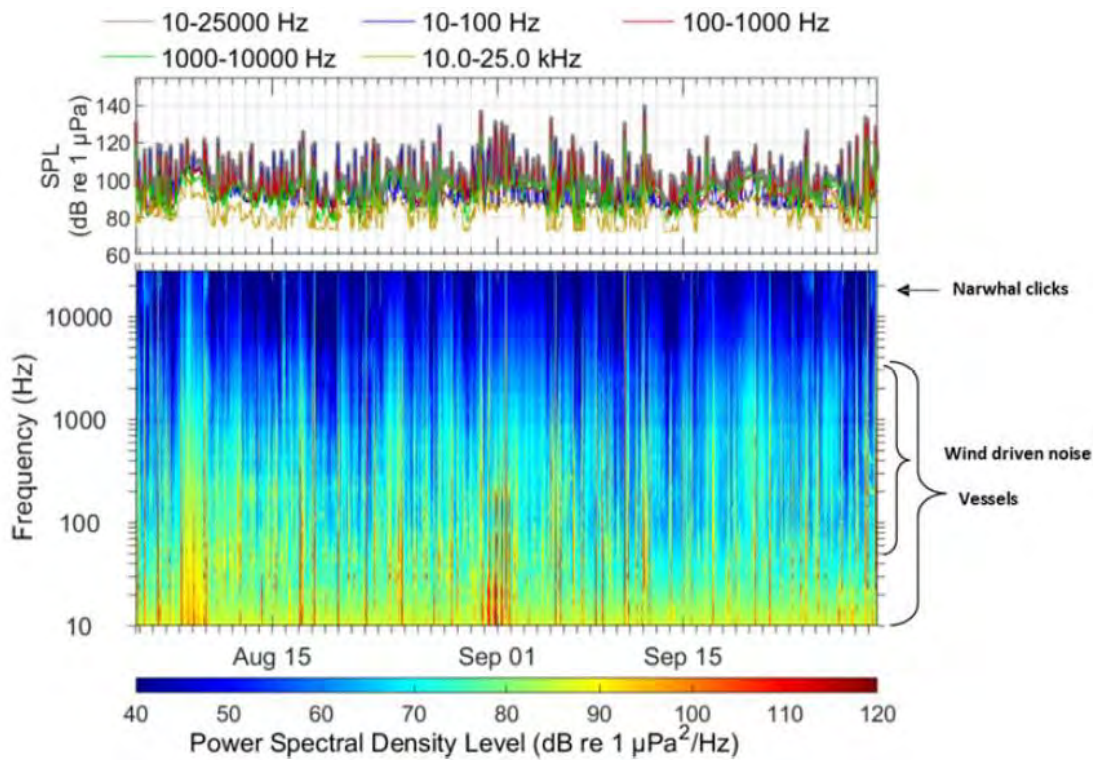 10-25000 Hz 10-100 Hz 100-1000 Hz
1000-10000 Hz 10.0-25.0 kHz
140
120
100
80
60
SPL
(dB re 1 µPa)
10000
1000
100
10
Frequency (Hz)
Narwhal clicks
Wind driven noise
Vessels
Aug 15 Sep 01 Sep 15
40 50 60 70 80 90 100 110 120
Power Spectral Density Level (dB re 1 µPa²/Hz)